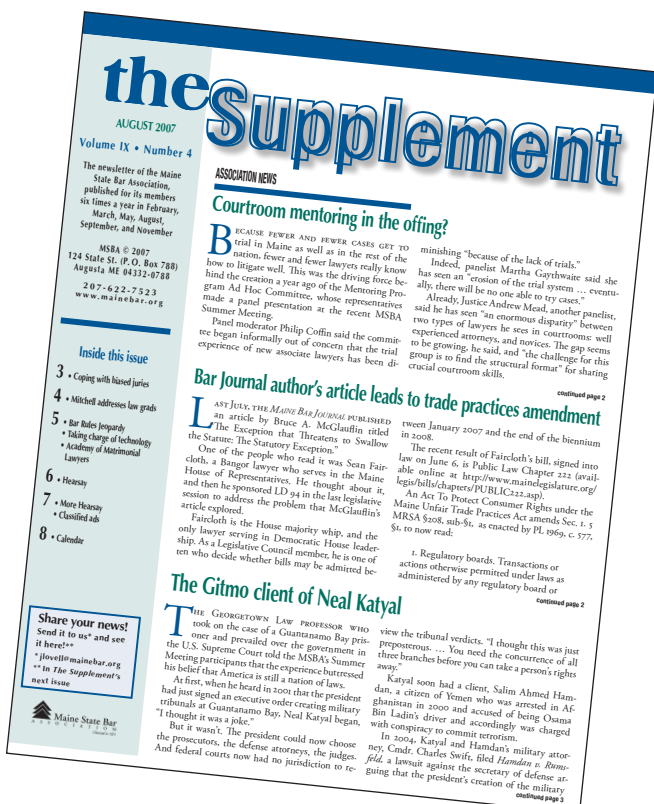 the Supplement
AUGUST 2007
Volume IX • Number 4
The newsletter of the Maine
State Bar Association,
published for its members
six times a year in February,
March, May, August,
September, and November
MSBA © 2007
124 State St. (P.O. Box 788)
Augusta ME 04332-0788
207-622-7523
www.mainebar.org
Inside this issue
3 • Coping with biased juries
4 • Mitchell addresses law grads
5 • Bar Rules Jeopardy
• Taking charge of technology
• Academy of Matrimonial
Lawyers
6 • Hearsay
7 • More Hearsay
• Classified ads
8 • Calendar
Share your news!
Send it to us* and see
it here!**
*jlovell@mainebar.org
** In The Supplement's
next issue
Maine State Bar
ASSOCIATION
ASSOCIATION NEWS
Courtroom mentoring in the offing?
BECAUSE FEWER AND FEWER CASES GET TO
trial in Maine as well as in the rest of the
nation, fewer and fewer lawyers really know
how to litigate well. This was the driving force be-
hind the creation a year ago of the Mentoring Pro-
gram Ad Hoc Committee, whose representatives
made a panel presentation at the recent MSBA
Summer Meeting.
Panel moderator Philip Coffin said the commit-
tee began informally out of concern that the trial
experience of new associate lawyers has been di-
minishing "because of the lack of trials."
Indeed, panelist Martha Gaythwaite said she
has seen an "erosion of the trial system ... eventu-
ally, there will be no one able to try cases."
Already, Justice Andrew Mead, another panelist,
said he has seen "an enormous disparity" between
two types of lawyers he sees in courtrooms: well
experienced attorneys, and novices. The gap seems
to be growing, he said, and "the challenge for this
group is to find the structural format" for sharing
crucial courtroom skills.
continued page 2
Bar Journal author's article leads to trade practices amendment
LAST JULY, THE MAINE BAR JOURNAL PUBLISHED
an article by Bruce A. McGlauflin titled
"The Exception that Threatens to Swallow
the Statute: The Statutory Exception."
One of the people who read it was Sean Fair-
cloth, a Bangor lawyer who serves in the Maine
House of Representatives. He thought about it,
and then he sponsored LD 94 in the last legislative
session to address the problem that McGlauflin's
article explored.
Faircloth is the House majority whip, and the
only lawyer serving in Democratic House leader-
ship. As a Legislative Council member, he is one of
ten who decide whether bills may be admitted be-
tween January 2007 and the end of the biennium
in 2008.
The recent result of Faircloth's bill, signed into
law on June 6, is Public Law Chapter 222 (avail-
able online at http://www.mainelegislature.org/
legis/bills/chapters/PUBLIC222.asp).
An Act To Protect Consumer Rights under the
Maine Unfair Trade Practices Act amends Sec. 1. 5
MRSA §208, sub-§1, as enacted by PL 1969, c. 577,
§1, to now read:
1. Regulatory boards. Transactions or
actions otherwise permitted under laws as
administered by any regulatory board or
continued page 2
The Gitmo client of Neal Katyal
THE GEORGETOWN LAW PROFESSOR WHO
took on the case of a Guantanamo Bay pris-
oner and prevailed over the government in
the U.S. Supreme Court told the MSBA's Summer
Meeting participants that the experience buttressed
his belief that America is still a nation of laws.
At first, when he heard in 2001 that the president
had just signed an executive order creating military
tribunals at Guantanamo Bay, Neal Katyal began,
"I thought it was a joke."
But it wasn't. The president could now choose
the prosecutors, the defense attorneys, the judges.
And federal courts now had no jurisdiction to re-
view the tribunal verdicts. "I thought this was just
preposterous. ... You need the concurrence of all
three branches before you can take a person's rights
away."
Katyal soon had a client, Salim Ahmed Ham-
dan, a citizen of Yemen who was arrested in Af-
ghanistan in 2000 and accused of being Osama
Bin Ladin's driver and accordingly was charged
with conspiracy to commit terrorism.
In 2004, Katyal and Hamdan's military attor-
ney, Cmdr. Charles Swift, filed Hamdan v. Rums-
feld, a lawsuit against the secretary of defense ar-
guing that the president's creation of the military
continued page 3